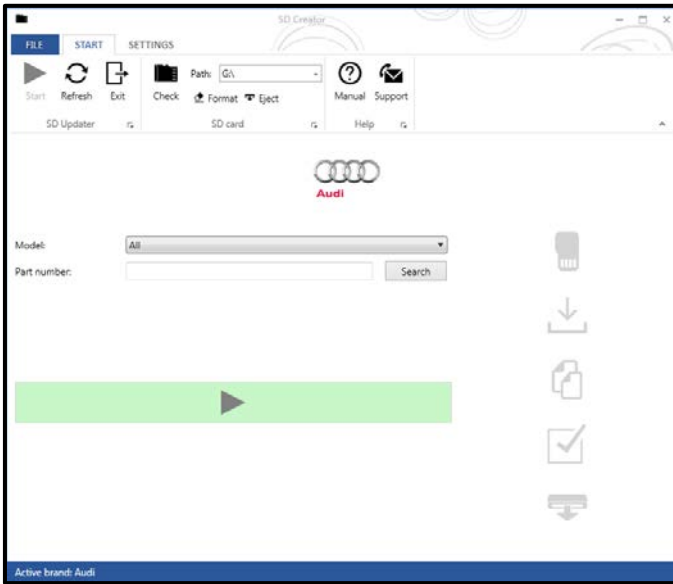 SD Creator
FILE START SETTINGS
Path: G:\
Start Refresh Exit Check Format Eject Manual Support
SD Updater SD card Help
Audi
Model: All
Part number: Search
Active brand: Audi